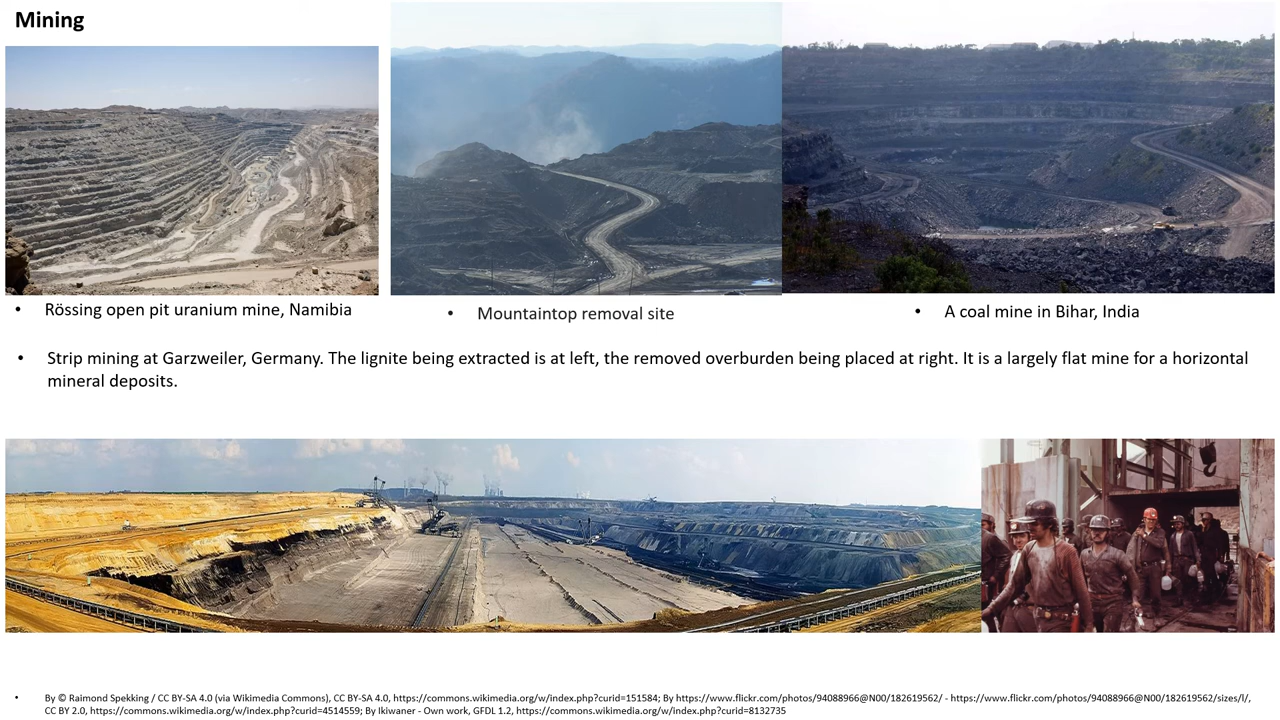 Mining
• Rössing open pit uranium mine, Namibia
• Mountaintop removal site
• A coal mine in Bihar, India
• Strip mining at Garzweiler, Germany. The lignite being extracted is at left, the removed overburden being placed at right. It is a largely flat mine for a horizontal
mineral deposits.
• By © Raimond Spekking / CC BY-SA 4.0 (via Wikimedia Commons), CC BY-SA 4.0, https://commons.wikimedia.org/w/index.php?curid=151584; By https://www.flickr.com/photos/94088966@N00/182619562/ - https://www.flickr.com/photos/94088966@N00/182619562/sizes/l/,
CC BY 2.0, https://commons.wikimedia.org/w/index.php?curid=4514559; By Ikiwaner - Own work, GFDL 1.2, https://commons.wikimedia.org/w/index.php?curid=8132735